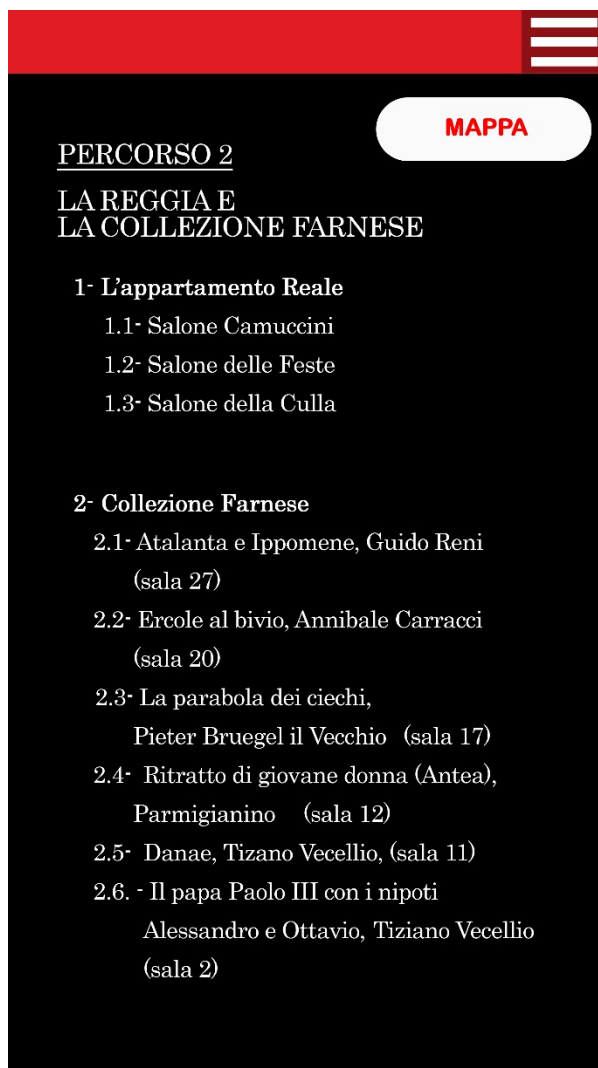 MAPPA
PERCORSO 2
LA REGGIA E
LA COLLEZIONE FARNESE
1- L'appartamento Reale
1.1- Salone Camuccini
1.2- Salone delle Feste
1.3- Salone della Culla
2- Collezione Farnese
2.1- Atalanta e Ippomene, Guido Reni
(sala 27)
2.2- Ercole al bivio, Annibale Carracci
(sala 20)
2.3- La parabola dei ciechi,
Pieter Bruegel il Vecchio (sala 17)
2.4- Ritratto di giovane donna (Antea),
Parmigianino (sala 12)
2.5- Danae, Tizano Vecellio, (sala 11)
2.6. - Il papa Paolo III con i nipoti
Alessandro e Ottavio, Tiziano Vecellio
(sala 2)